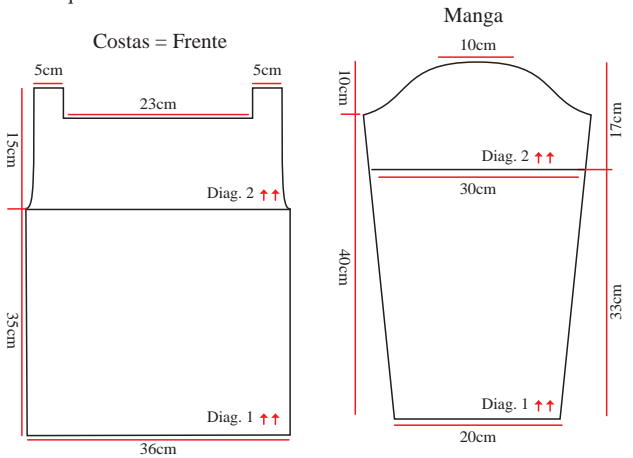 Costas = Frente
5cm
5cm
23cm
15cm
Diag. 2
35cm
Diag. 1
36cm
Manga
10cm
10cm
17cm
Diag. 2
30cm
40cm
33cm
Diag. 1
20cm